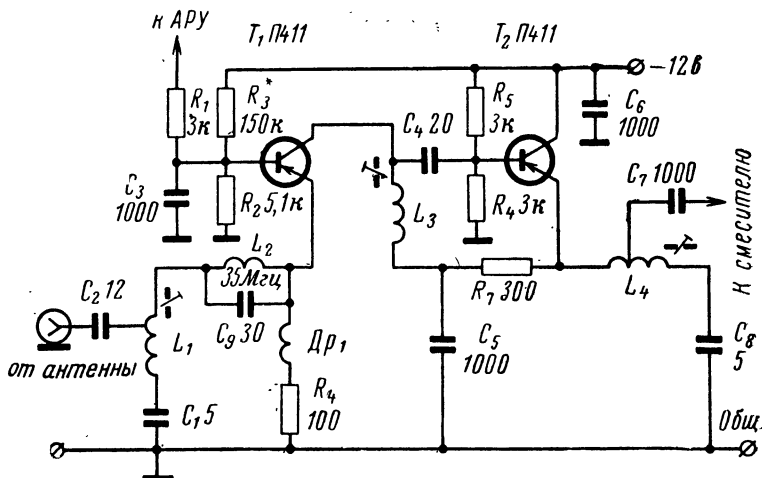 к АРУ
T₁ П411
T₂ П411
−12в
R₁
3к
R₃*
150к
C₄ 20
R₅
3к
C₆
1000
C₃
1000
R₂ 5,1к
L₃
R₄ 3к
C₇ 1000
L₂
35Мгц
C₉ 30
C₂ 12
L₁
Др₁
R₇ 300
L₄
К смесителю
от антенны
C₅
1000
C₈
5
R₄
100
C₁ 5
Общ.